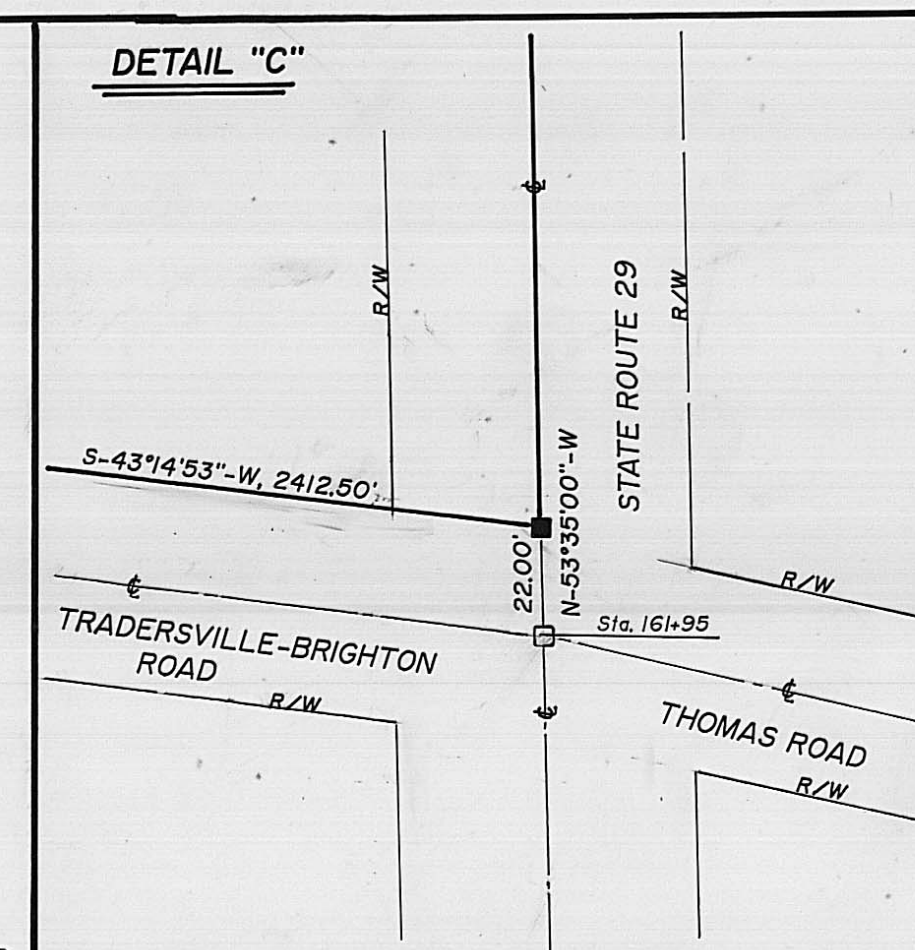 DETAIL "C"
℄
R/W
R/W
STATE ROUTE 29
S-43°14'53"-W, 2412.50'
22.00'
N-53°35'00"-W
℄
R/W
Sta. 161+95
TRADERSVILLE-BRIGHTON
ROAD
R/W
℄
℄
THOMAS ROAD
R/W